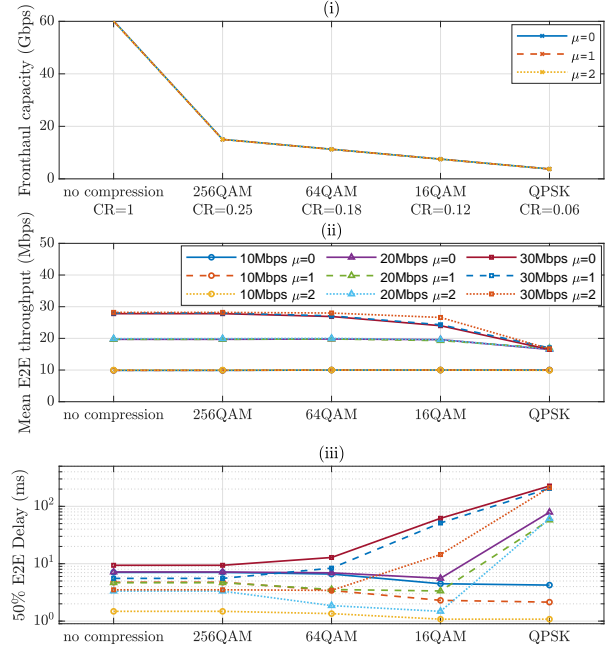 (i)
Fronthaul capacity (Gbps)
60
40
20
0
μ=0
μ=1
μ=2
no compression 256QAM 64QAM 16QAM QPSK
CR=1 CR=0.25 CR=0.18 CR=0.12 CR=0.06
(ii)
Mean E2E throughput (Mbps)
50
40
30
20
10
0
10Mbps μ=0 20Mbps μ=0 30Mbps μ=0
10Mbps μ=1 20Mbps μ=1 30Mbps μ=1
10Mbps μ=2 20Mbps μ=2 30Mbps μ=2
no compression 256QAM 64QAM 16QAM QPSK
(iii)
50% E2E Delay (ms)
10²
10¹
10⁰
no compression 256QAM 64QAM 16QAM QPSK